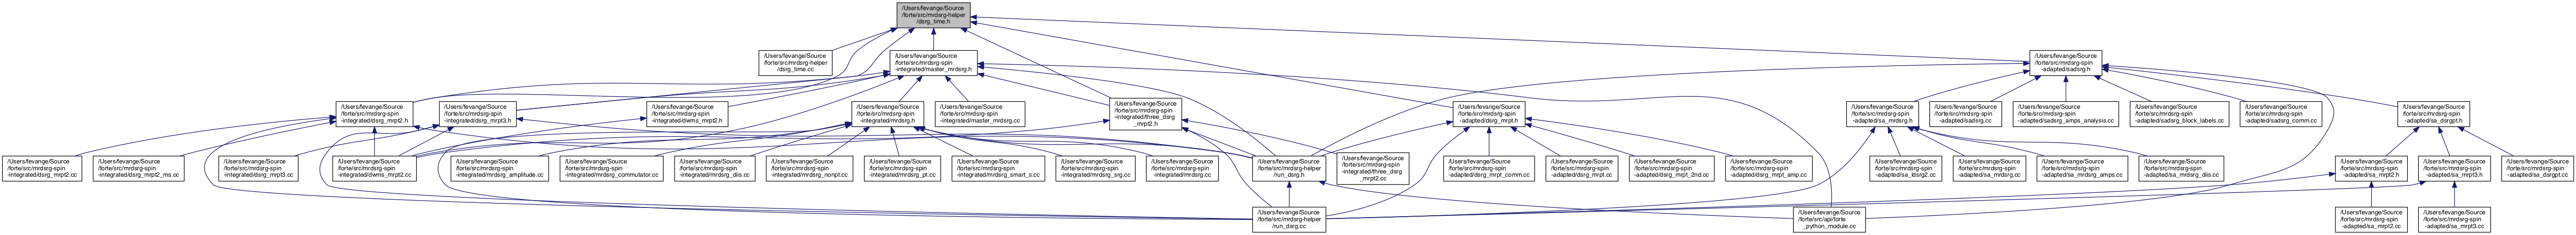 /Users/fevange/Source
/forte/src/mrdsrg-helper
/dsrg_time.h
/Users/fevange/Source
/forte/src/mrdsrg-helper
/dsrg_time.cc
/Users/fevange/Source
/forte/src/mrdsrg-spin
-integrated/master_mrdsrg.h
/Users/fevange/Source
/forte/src/mrdsrg-spin
-adapted/sadsrg.h
/Users/fevange/Source
/forte/src/mrdsrg-spin
-integrated/dsrg_mrpt2.h
/Users/fevange/Source
/forte/src/mrdsrg-spin
-integrated/dsrg_mrpt3.h
/Users/fevange/Source
/forte/src/mrdsrg-spin
-integrated/dwms_mrpt2.h
/Users/fevange/Source
/forte/src/mrdsrg-spin
-integrated/mrdsrg.h
/Users/fevange/Source
/forte/src/mrdsrg-spin
-integrated/master_mrdsrg.cc
/Users/fevange/Source
/forte/src/mrdsrg-spin
-integrated/three_dsrg
_mrpt2.h
/Users/fevange/Source
/forte/src/mrdsrg-spin
-adapted/dsrg_mrpt.h
/Users/fevange/Source
/forte/src/mrdsrg-spin
-adapted/sa_mrdsrg.h
/Users/fevange/Source
/forte/src/mrdsrg-spin
-adapted/sadsrg.cc
/Users/fevange/Source
/forte/src/mrdsrg-spin
-adapted/sadsrg_amps_analysis.cc
/Users/fevange/Source
/forte/src/mrdsrg-spin
-adapted/sadsrg_block_labels.cc
/Users/fevange/Source
/forte/src/mrdsrg-spin
-adapted/sadsrg_comm.cc
/Users/fevange/Source
/forte/src/mrdsrg-spin
-adapted/sa_dsrgpt.h
/Users/fevange/Source
/forte/src/mrdsrg-spin
-integrated/dsrg_mrpt2.cc
/Users/fevange/Source
/forte/src/mrdsrg-spin
-integrated/dsrg_mrpt2_ms.cc
/Users/fevange/Source
/forte/src/mrdsrg-spin
-integrated/dsrg_mrpt3.cc
/Users/fevange/Source
/forte/src/mrdsrg-spin
-integrated/dwms_mrpt2.cc
/Users/fevange/Source
/forte/src/mrdsrg-spin
-integrated/mrdsrg_amplitude.cc
/Users/fevange/Source
/forte/src/mrdsrg-spin
-integrated/mrdsrg_commutator.cc
/Users/fevange/Source
/forte/src/mrdsrg-spin
-integrated/mrdsrg_diis.cc
/Users/fevange/Source
/forte/src/mrdsrg-spin
-integrated/mrdsrg_nonpt.cc
/Users/fevange/Source
/forte/src/mrdsrg-spin
-integrated/mrdsrg_pt.cc
/Users/fevange/Source
/forte/src/mrdsrg-spin
-integrated/mrdsrg_smart_s.cc
/Users/fevange/Source
/forte/src/mrdsrg-spin
-integrated/mrdsrg_srg.cc
/Users/fevange/Source
/forte/src/mrdsrg-spin
-integrated/mrdsrg.cc
/Users/fevange/Source
/forte/src/mrdsrg-helper
/run_dsrg.h
/Users/fevange/Source
/forte/src/mrdsrg-spin
-integrated/three_dsrg
_mrpt2.cc
/Users/fevange/Source
/forte/src/mrdsrg-spin
-adapted/dsrg_mrpt_comm.cc
/Users/fevange/Source
/forte/src/mrdsrg-spin
-adapted/dsrg_mrpt.cc
/Users/fevange/Source
/forte/src/mrdsrg-spin
-adapted/dsrg_mrpt_2nd.cc
/Users/fevange/Source
/forte/src/mrdsrg-spin
-adapted/dsrg_mrpt_amp.cc
/Users/fevange/Source
/forte/src/mrdsrg-spin
-adapted/sa_ldsrg2.cc
/Users/fevange/Source
/forte/src/mrdsrg-spin
-adapted/sa_mrdsrg.cc
/Users/fevange/Source
/forte/src/mrdsrg-spin
-adapted/sa_mrdsrg_amps.cc
/Users/fevange/Source
/forte/src/mrdsrg-spin
-adapted/sa_mrdsrg_diis.cc
/Users/fevange/Source
/forte/src/mrdsrg-spin
-adapted/sa_mrpt2.h
/Users/fevange/Source
/forte/src/mrdsrg-spin
-adapted/sa_mrpt3.h
/Users/fevange/Source
/forte/src/mrdsrg-spin
-adapted/sa_dsrgpt.cc
/Users/fevange/Source
/forte/src/mrdsrg-helper
/run_dsrg.cc
/Users/fevange/Source
/forte/src/api/forte
_python_module.cc
/Users/fevange/Source
/forte/src/mrdsrg-spin
-adapted/sa_mrpt2.cc
/Users/fevange/Source
/forte/src/mrdsrg-spin
-adapted/sa_mrpt3.cc